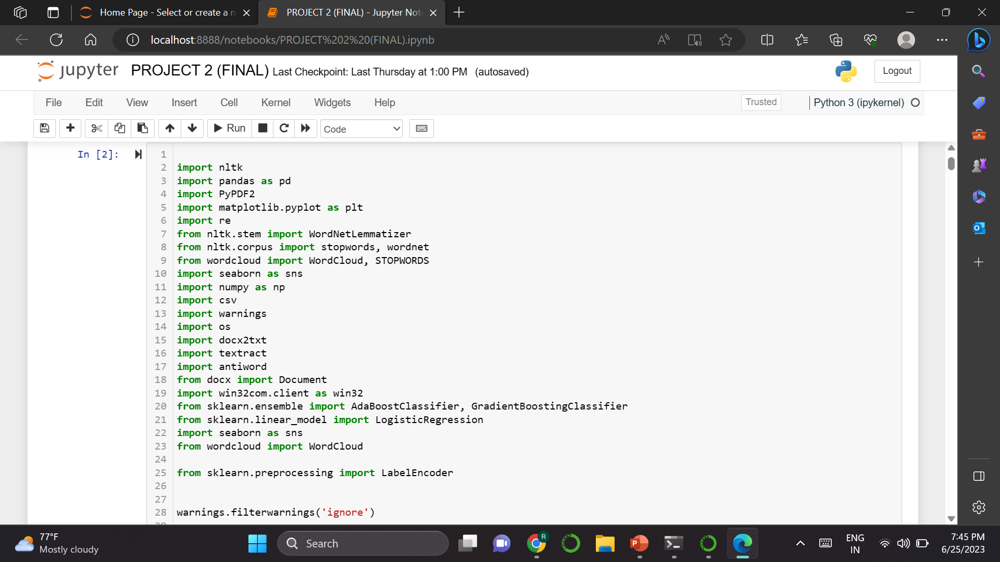 Home Page - Select or create a n
PROJECT 2 (FINAL) - Jupyter Not
localhost:8888/notebooks/PROJECT%202%20(FINAL).ipynb
jupyter PROJECT 2 (FINAL) Last Checkpoint: Last Thursday at 1:00 PM (autosaved)
Logout
File Edit View Insert Cell Kernel Widgets Help
Trusted
Python 3 (ipykernel)
Run
Code
In [2]:
1
2 import nltk
3 import pandas as pd
4 import PyPDF2
5 import matplotlib.pyplot as plt
6 import re
7 from nltk.stem import WordNetLemmatizer
8 from nltk.corpus import stopwords, wordnet
9 from wordcloud import WordCloud, STOPWORDS
10 import seaborn as sns
11 import numpy as np
12 import csv
13 import warnings
14 import os
15 import docx2txt
16 import textract
17 import antiword
18 from docx import Document
19 import win32com.client as win32
20 from sklearn.ensemble import AdaBoostClassifier, GradientBoostingClassifier
21 from sklearn.linear_model import LogisticRegression
22 import seaborn as sns
23 from wordcloud import WordCloud
24
25 from sklearn.preprocessing import LabelEncoder
26
27
28 warnings.filterwarnings('ignore')
77°F
Mostly cloudy
Search
R
P
ENG
IN
7:45 PM
6/25/2023